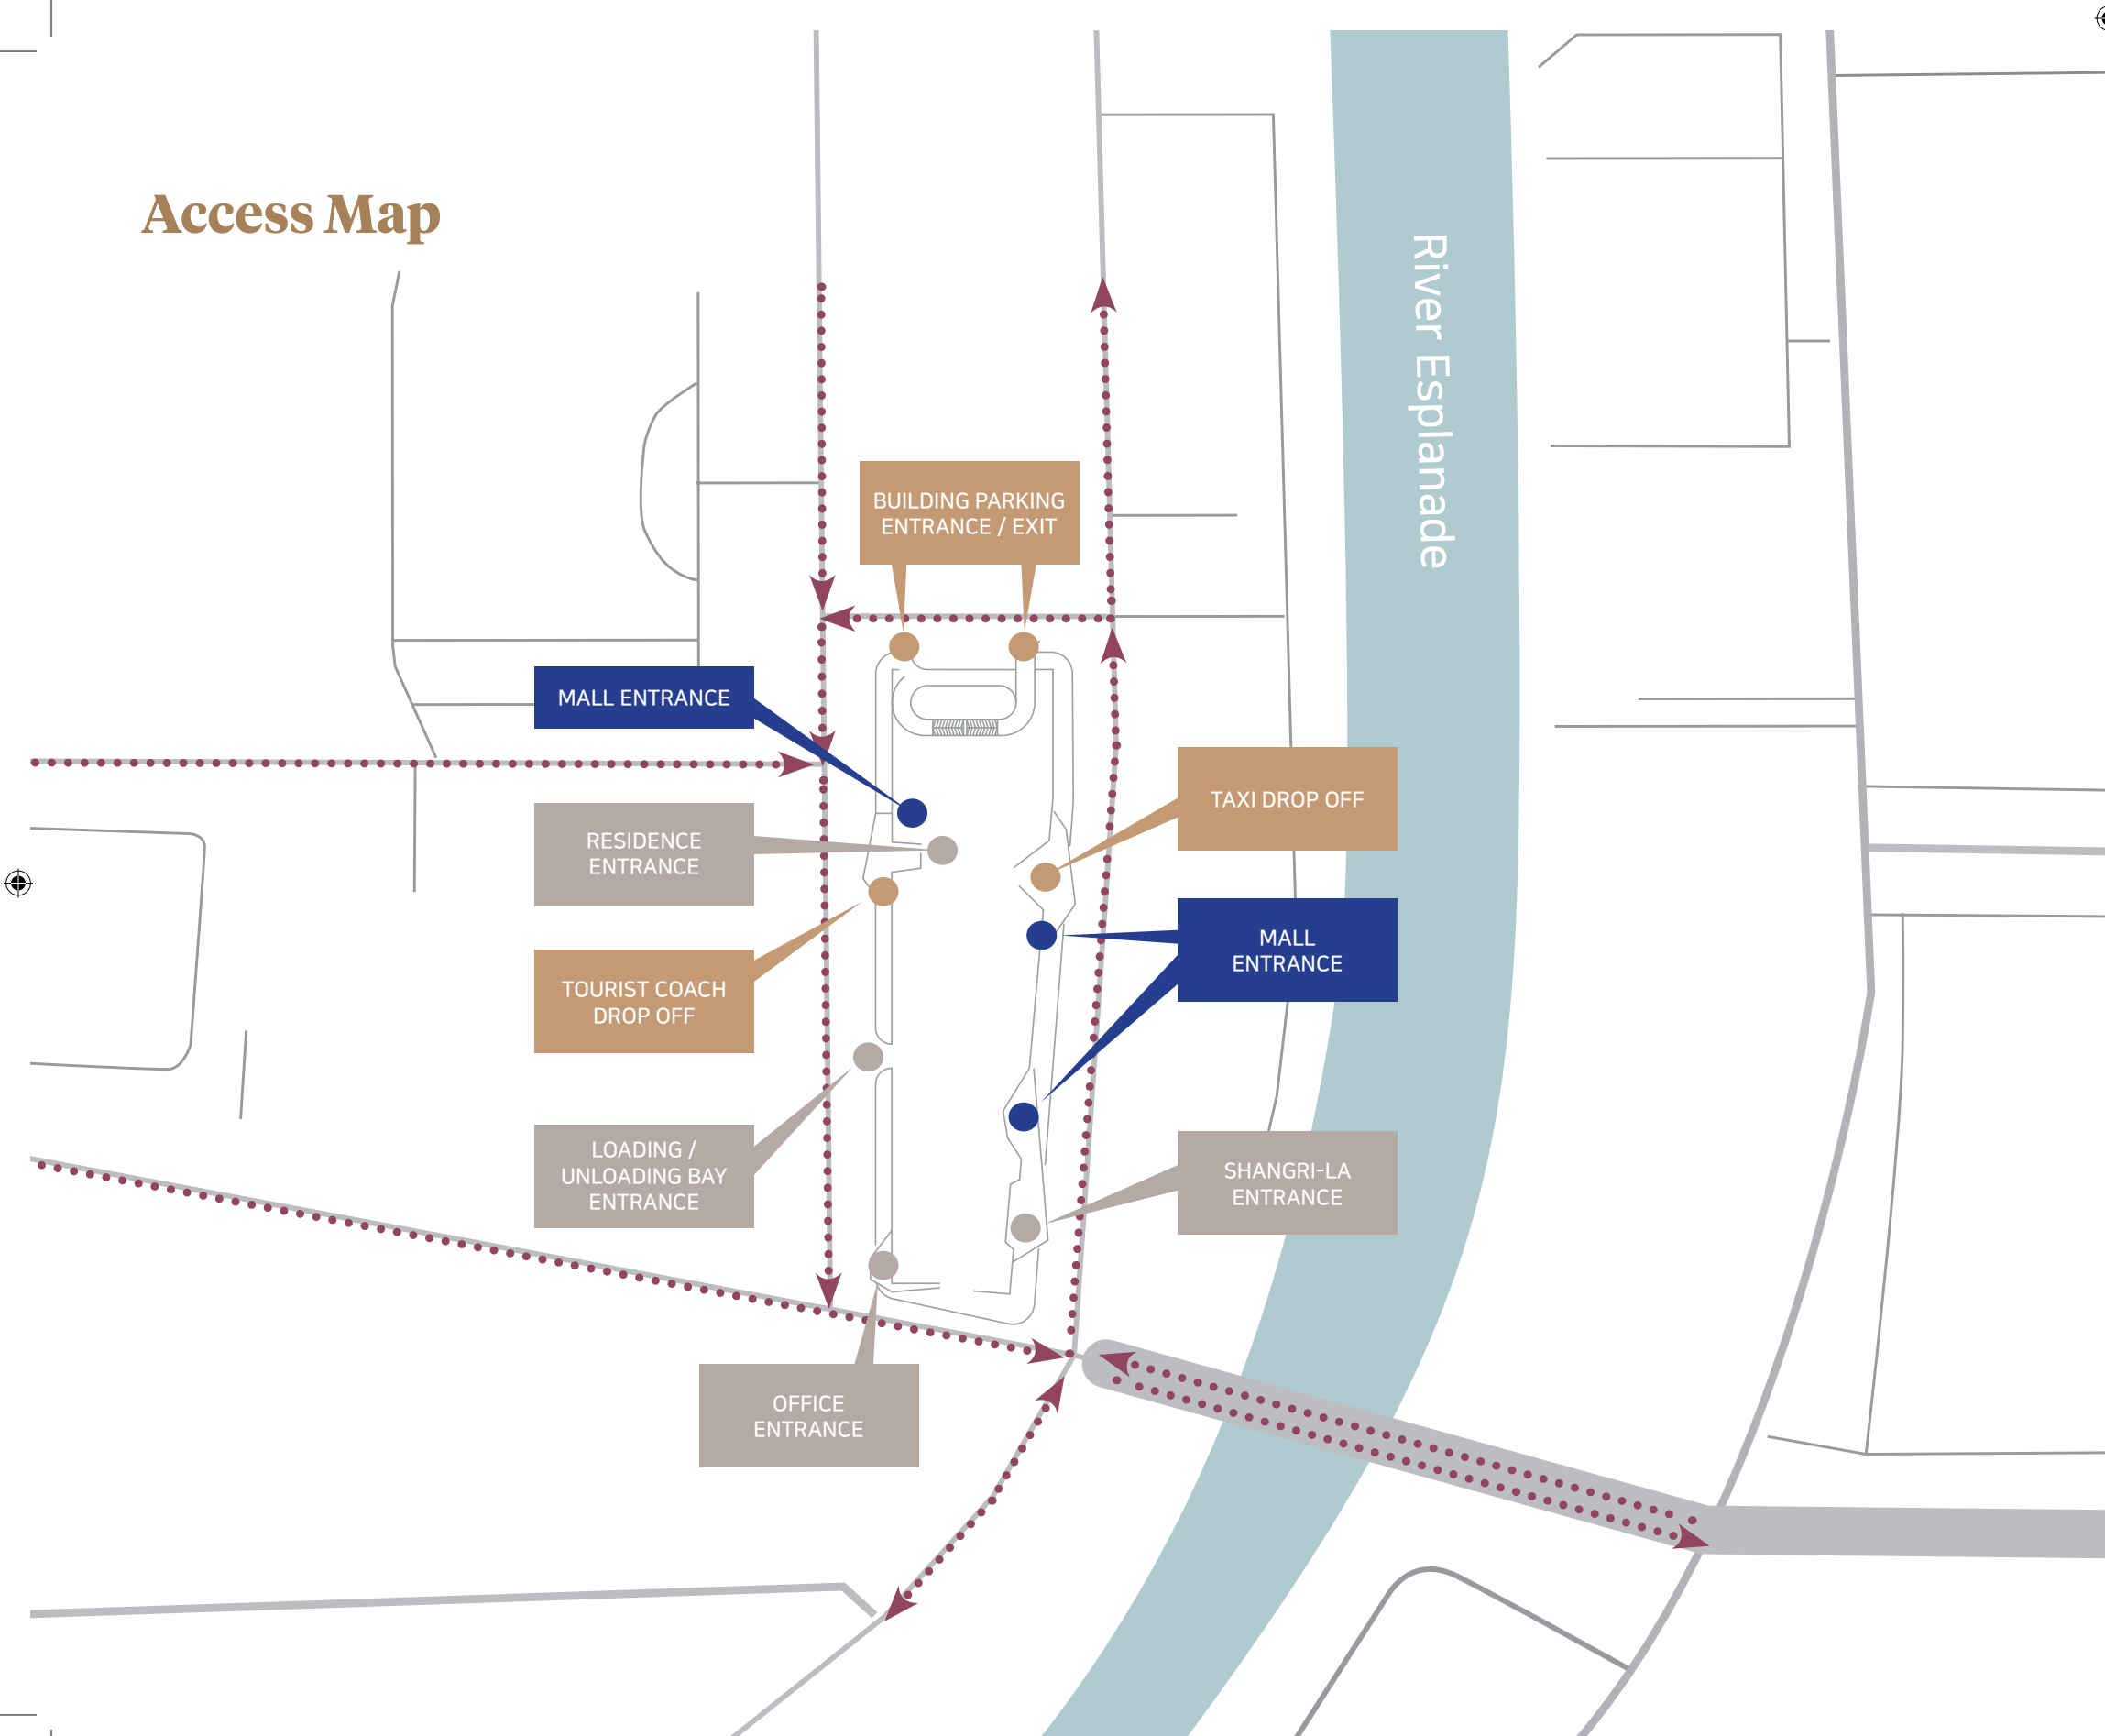 Access Map
River Esplanade
BUILDING PARKING
ENTRANCE / EXIT
MALL ENTRANCE
RESIDENCE
ENTRANCE
TAXI DROP OFF
MALL
ENTRANCE
TOURIST COACH
DROP OFF
LOADING /
UNLOADING BAY
ENTRANCE
SHANGRI-LA
ENTRANCE
OFFICE
ENTRANCE